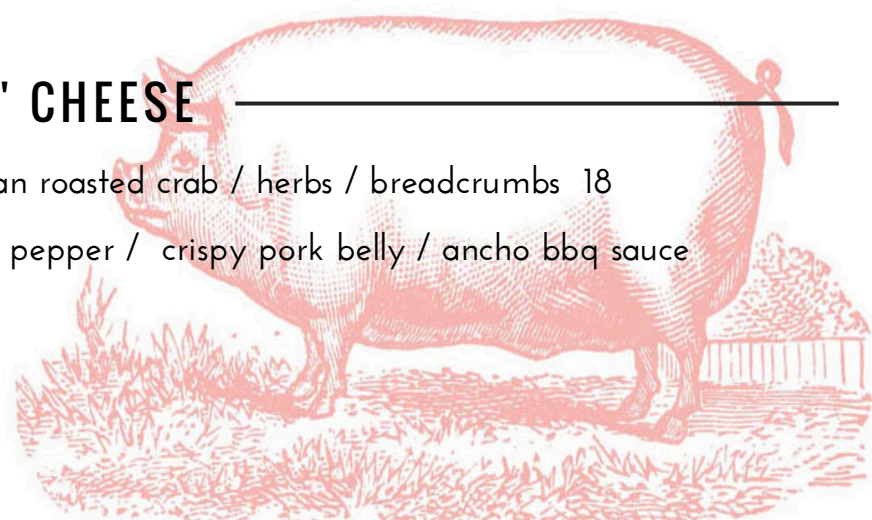 ' CHEESE
an roasted crab / herbs / breadcrumbs 18
pepper / crispy pork belly / ancho bbq sauce